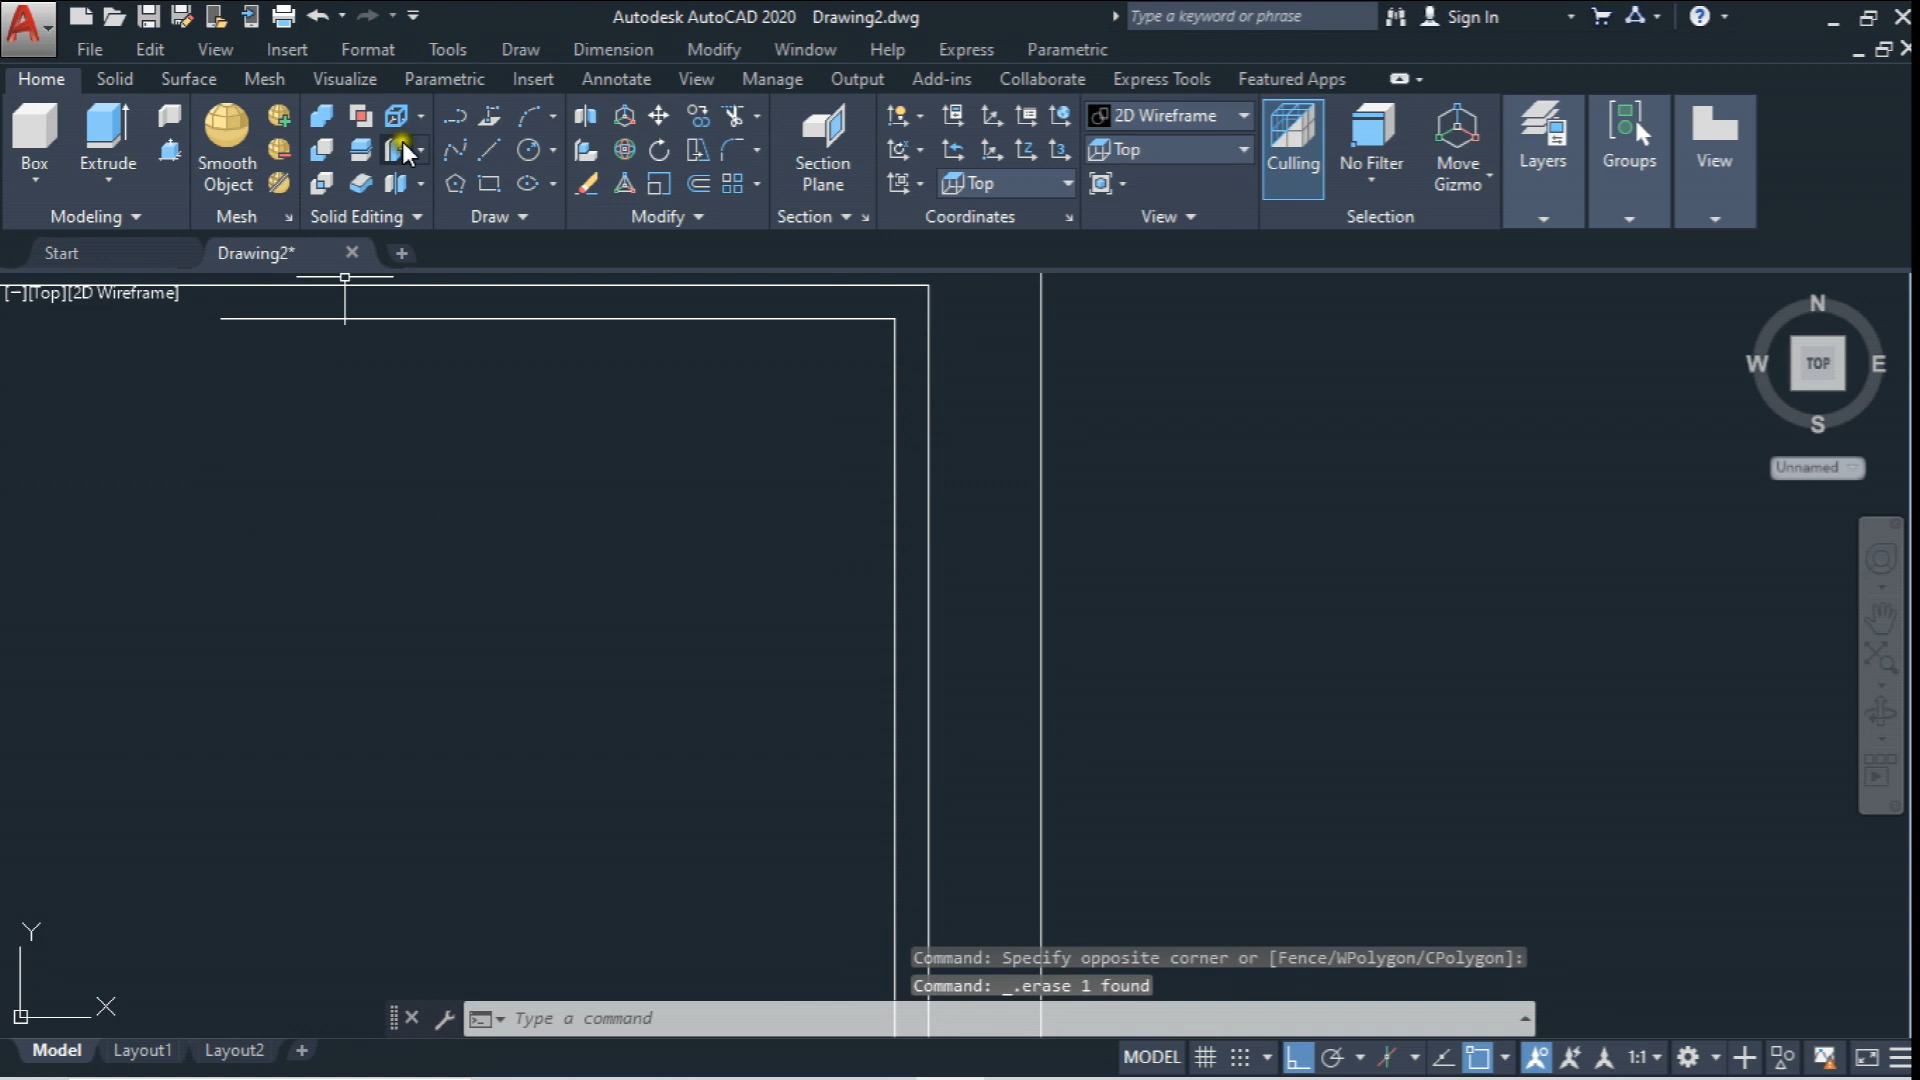 Autodesk AutoCAD 2020 Drawing2.dwg Type a keyword or phrase Sign In
File Edit View Insert Format Tools Draw Dimension Modify Window Help Express Parametric
Home Solid Surface Mesh Visualize Parametric Insert Annotate View Manage Output Add-ins Collaborate Express Tools Featured Apps
2D Wireframe
Top
Box Extrude Smooth Object Section Plane Culling No Filter Move Gizmo Layers Groups View
Top
Modeling Mesh Solid Editing Draw Modify Section Coordinates View Selection
Start Drawing2*
[−][Top][2D Wireframe]
N
W TOP E
S
Unnamed
Y
X
Command: Specify opposite corner or [Fence/WPolygon/CPolygon]:
Command: _.erase 1 found
Type a command
Model Layout1 Layout2 MODEL 1:1